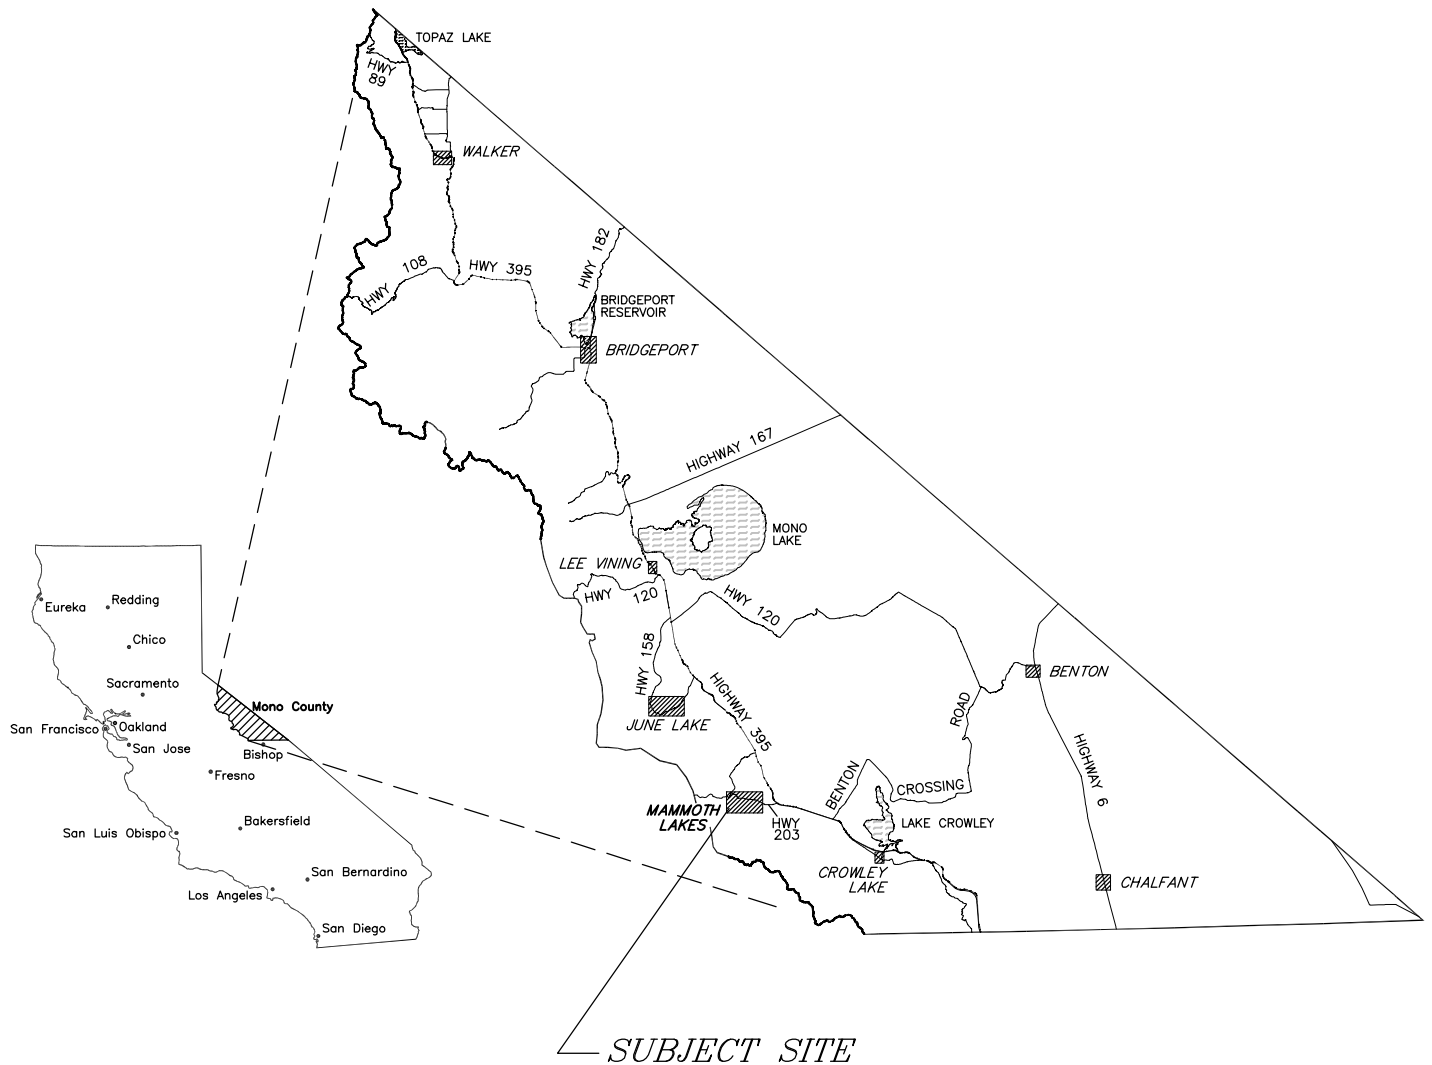 TOPAZ LAKE
HWY
89
WALKER
HWY 182
HWY 108
HWY 395
BRIDGEPORT
RESERVOIR
BRIDGEPORT
HIGHWAY 167
MONO
LAKE
LEE VINING
HWY 120
HWY 120
HWY 158
JUNE LAKE
HIGHWAY 395
BENTON
ROAD
HIGHWAY 6
BENTON
CROSSING
MAMMOTH
LAKES
HWY
203
LAKE CROWLEY
CROWLEY
LAKE
CHALFANT
Eureka
Redding
Chico
Sacramento
Mono County
San Francisco
Oakland
San Jose
Bishop
Fresno
San Luis Obispo
Bakersfield
San Bernardino
Los Angeles
San Diego
SUBJECT SITE